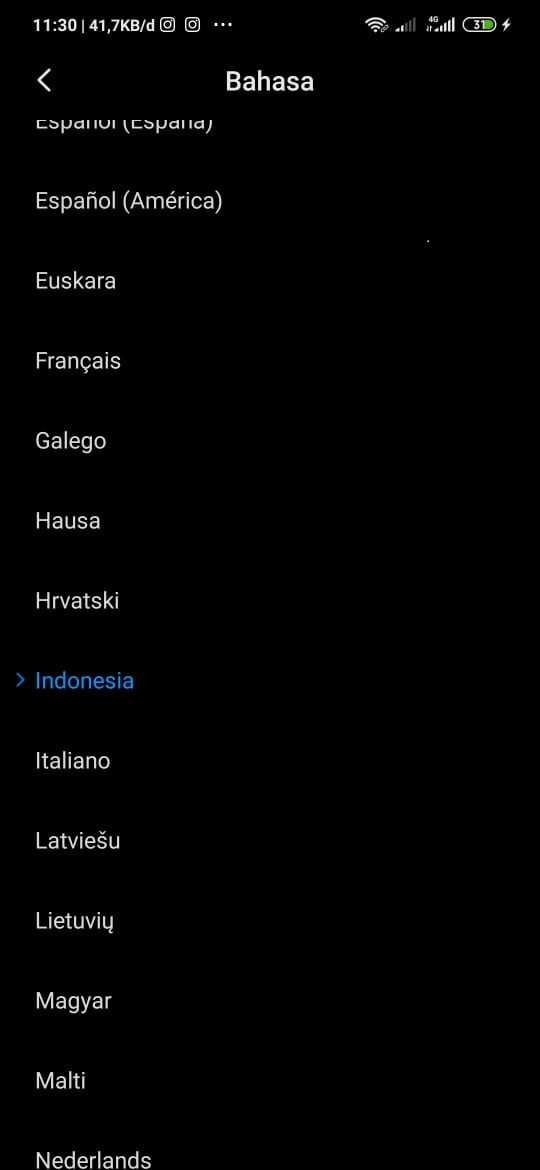 11:30 | 41,7KB/d
4G
31
Bahasa
Español (España)
Español (América)
Euskara
Français
Galego
Hausa
Hrvatski
Indonesia
Italiano
Latviešu
Lietuvių
Magyar
Malti
Nederlands